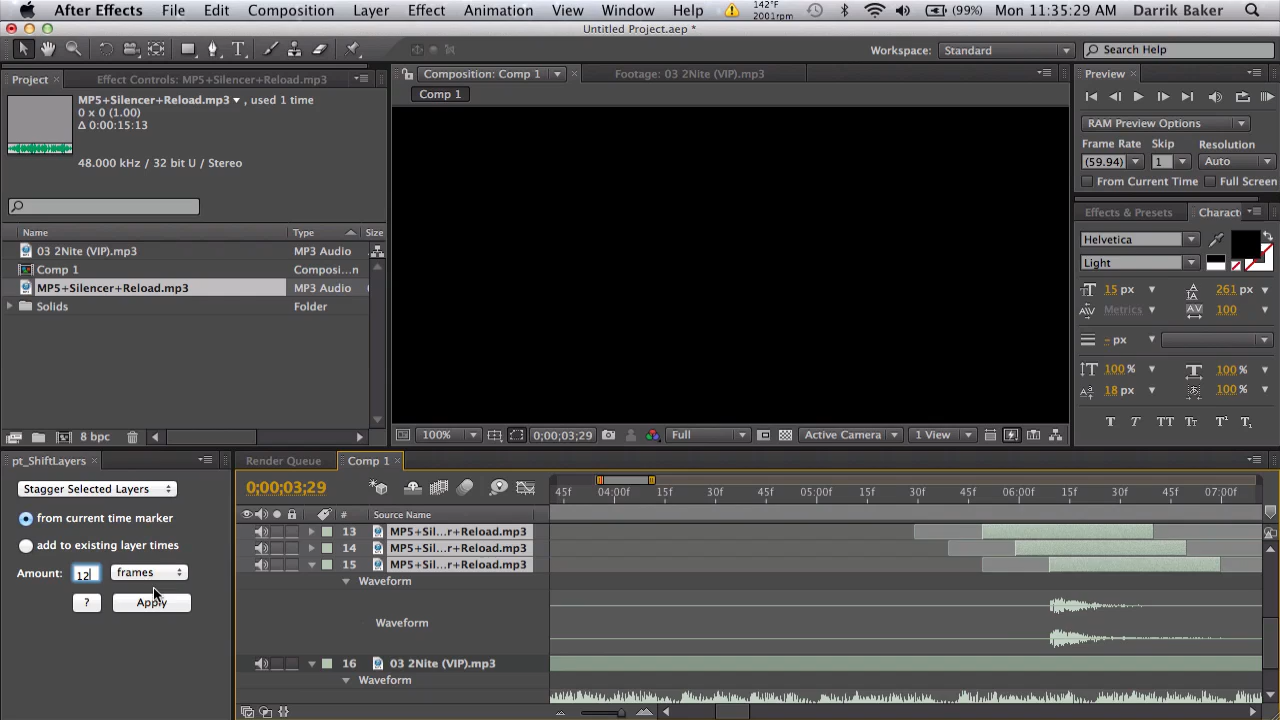 After Effects File Edit Composition Layer Effect Animation View Window Help 142°F 2001rpm (99%) Mon 11:35:29 AM Darrik Baker
Untitled Project.aep *
Workspace: Standard Search Help
Project Effect Controls: MP5+Silencer+Reload.mp3
MP5+Silencer+Reload.mp3 , used 1 time
0 x 0 (1.00)
Δ 0:00:15:13
48.000 kHz / 32 bit U / Stereo
Name Type Size
03 2Nite (VIP).mp3 MP3 Audio
Comp 1 Composi...n
MP5+Silencer+Reload.mp3 MP3 Audio
Solids Folder
8 bpc
Composition: Comp 1 Footage: 03 2Nite (VIP).mp3
Comp 1
100% 0;00;03;29 Full Active Camera 1 View
Preview
RAM Preview Options
Frame Rate Skip Resolution
(59.94) 1 Auto
From Current Time Full Screen
Effects & Presets Charact
Helvetica
Light
15 px 261 px
Metrics 100
- px
100 % 100 %
18 px 100 %
T T TT Tt T¹ T₁
pt_ShiftLayers
Stagger Selected Layers
from current time marker
add to existing layer times
Amount: 12 frames
? Apply
Render Queue Comp 1
0;00;03;29
45f 04:00f 15f 30f 45f 05:00f 15f 30f 45f 06:00f 15f 30f 45f 07:00f
# Source Name
13 MP5+Sil...r+Reload.mp3
14 MP5+Sil...r+Reload.mp3
15 MP5+Sil...r+Reload.mp3
Waveform
Waveform
16 03 2Nite (VIP).mp3
Waveform